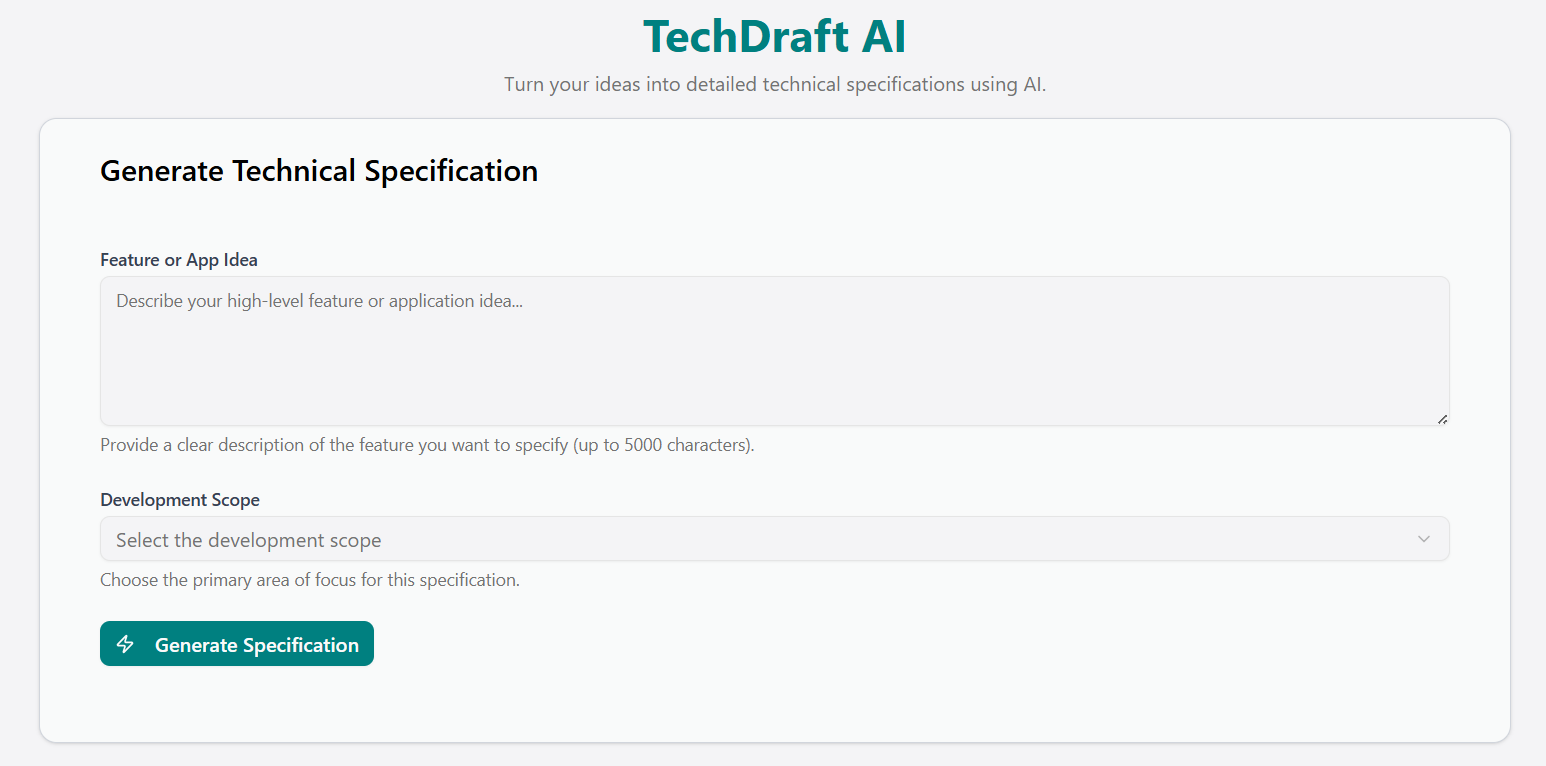 TechDraft AI
Turn your ideas into detailed technical specifications using AI.
Generate Technical Specification
Feature or App Idea
Describe your high-level feature or application idea...
Provide a clear description of the feature you want to specify (up to 5000 characters).
Development Scope
Select the development scope
Choose the primary area of focus for this specification.
Generate Specification